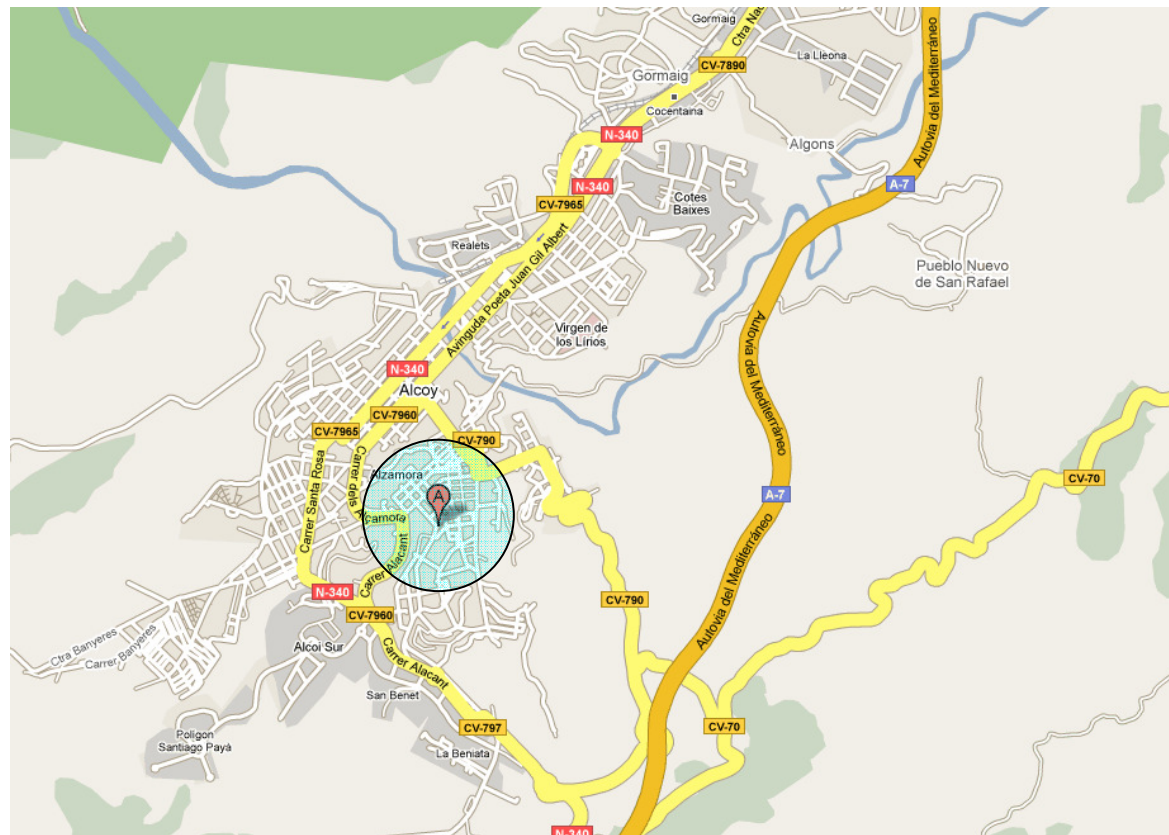 Gormaig
Ctra Nac
La Lleona
CV-7890
Gormaig
Cocentaina
N-340
Algons
Autovia del Mediterráneo
A-7
N-340
CV-7965
Cotes
Baixes
Realets
Pueblo Nuevo
de San Rafael
Avinguda Poeta Juan Gil Albert
Virgen de
los Lírios
Autovia del Mediterráneo
N-340
Alcoy
CV-7960
CV-7965
CV-790
Carrer Santa Rosa
Carrer dels Alçamora
Alzamora
A
CV-70
A-7
Carrer Alacant
Autovia del Mediterráneo
N-340
CV-790
CV-7960
Ctra Banyeres
Carrer Banyeres
Alcoi Sur
Carrer Alacant
San Benet
CV-797
CV-70
Polígon
Santiago Payá
La Beniata
N-340